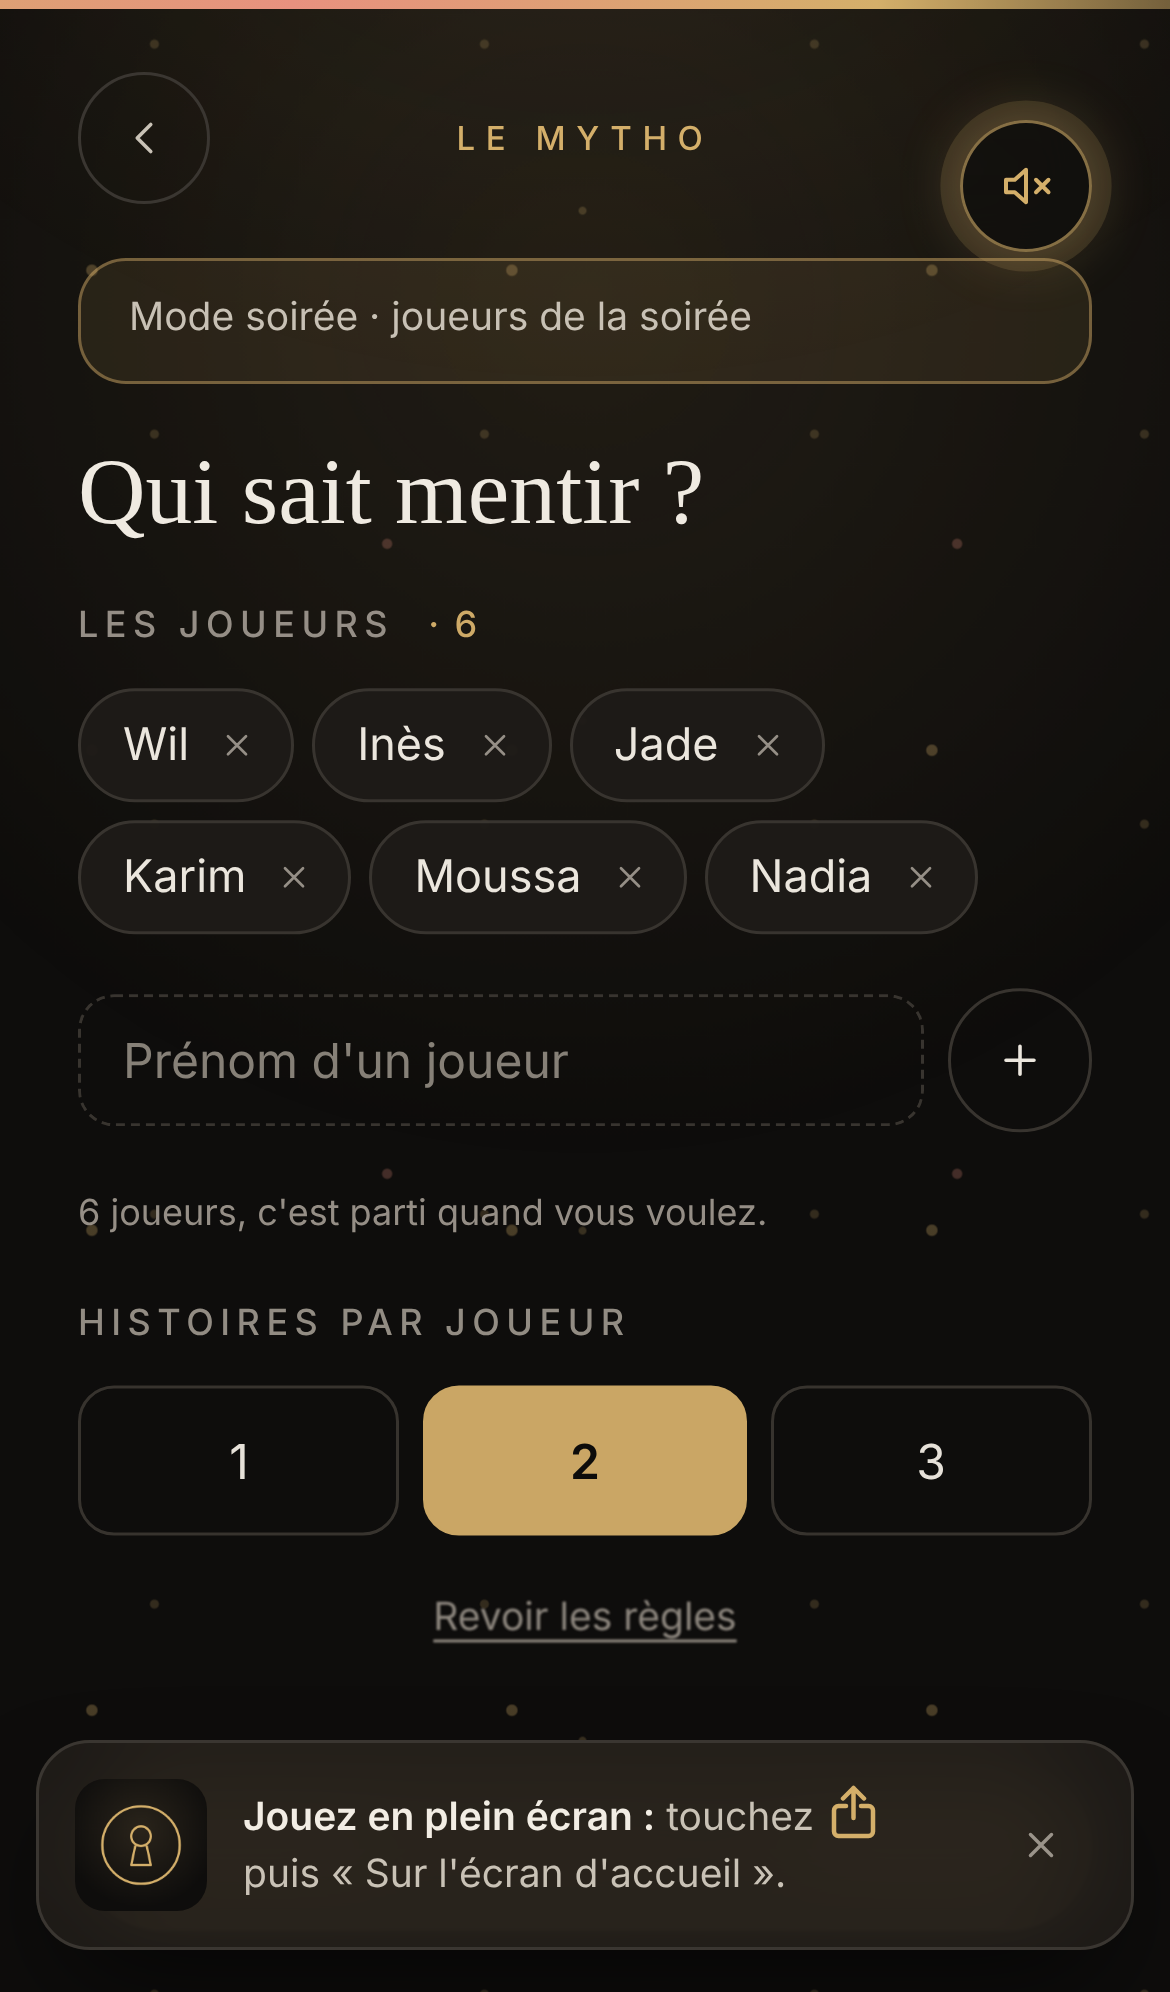 LE MYTHO
Mode soirée · joueurs de la soirée
Qui sait mentir ?
LES JOUEURS · 6
Wil Inès Jade
Karim Moussa Nadia
Prénom d'un joueur
6 joueurs, c'est parti quand vous voulez.
HISTOIRES PAR JOUEUR
1 2 3
Revoir les règles
Jouez en plein écran : touchez
puis « Sur l'écran d'accueil ».